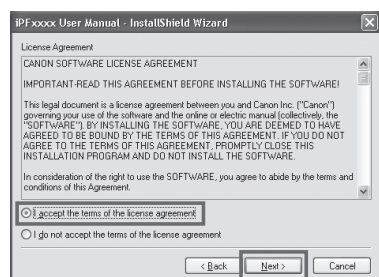 iPFxxxx User Manual - InstallShield Wizard
License Agreement
CANON SOFTWARE LICENSE AGREEMENT
IMPORTANT-READ THIS AGREEMENT BEFORE INSTALLING THE SOFTWARE!
This legal document is a license agreement between you and Canon Inc. ("Canon")
governing your use of the software and the online or electric manual (collectively, the
"SOFTWARE"). BY INSTALLING THE SOFTWARE, YOU ARE DEEMED TO HAVE
AGREED TO BE BOUND BY THE TERMS OF THIS AGREEMENT. IF YOU DO NOT
AGREE TO THE TERMS OF THIS AGREEMENT, PROMPTLY CLOSE THIS
INSTALLATION PROGRAM AND DO NOT INSTALL THE SOFTWARE.
In consideration of the right to use the SOFTWARE, you agree to abide by the terms and
conditions of this Agreement.
I accept the terms of the license agreement
I do not accept the terms of the license agreement
< Back
Next >
Cancel